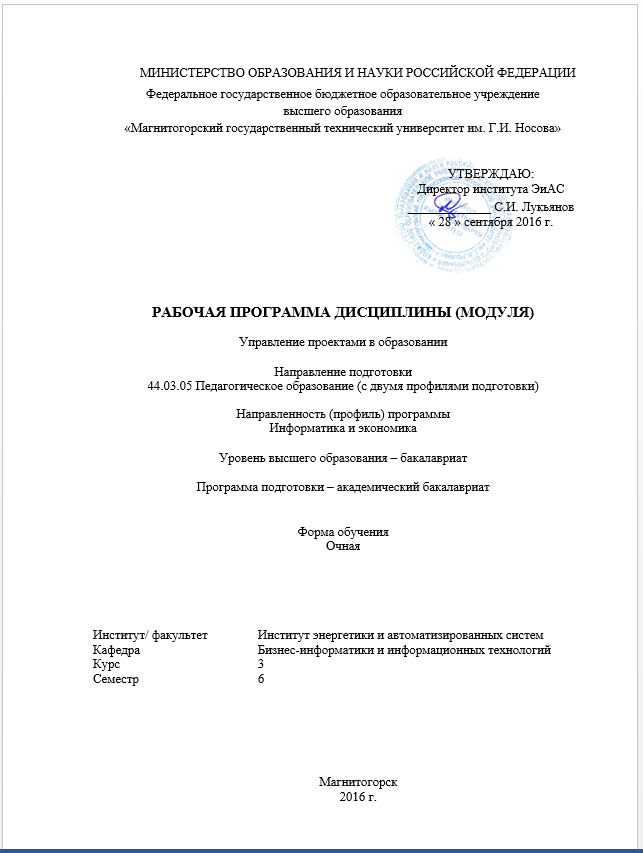 МИНИСТЕРСТВО ОБРАЗОВАНИЯ И НАУКИ РОССИЙСКОЙ ФЕДЕРАЦИИ
Федеральное государственное бюджетное образовательное учреждение
высшего образования
«Магнитогорский государственный технический университет им. Г.И. Носова»
УТВЕРЖДАЮ:
Директор института ЭиАС
С.И. Лукьянов
« 28 » сентября 2016 г.
РАБОЧАЯ ПРОГРАММА ДИСЦИПЛИНЫ (МОДУЛЯ)
Управление проектами в образовании
Направление подготовки
44.03.05 Педагогическое образование (с двумя профилями подготовки)
Направленность (профиль) программы
Информатика и экономика
Уровень высшего образования – бакалавриат
Программа подготовки – академический бакалавриат
Форма обучения
Очная
Институт/ факультет Институт энергетики и автоматизированных систем
Кафедра Бизнес-информатики и информационных технологий
Курс 3
Семестр 6
Магнитогорск
2016 г.